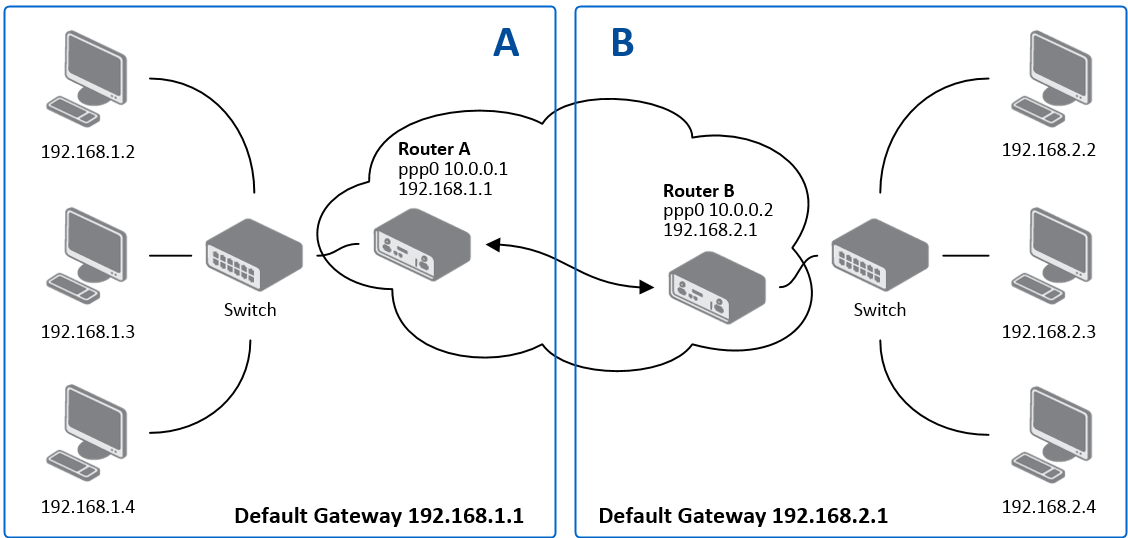 A
192.168.1.2
192.168.1.3
192.168.1.4
Switch
Router A
ppp0 10.0.0.1
192.168.1.1
Default Gateway 192.168.1.1
B
Router B
ppp0 10.0.0.2
192.168.2.1
Switch
192.168.2.2
192.168.2.3
192.168.2.4
Default Gateway 192.168.2.1